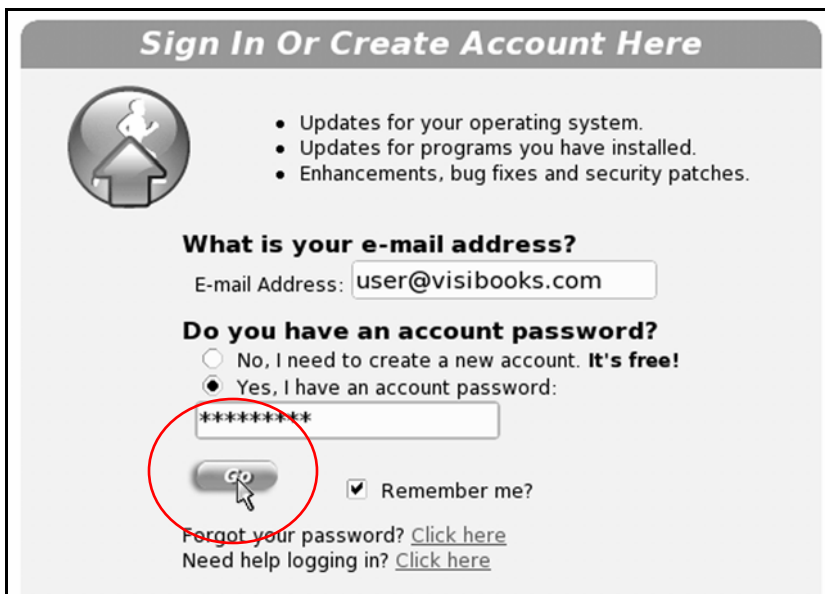 Sign In Or Create Account Here
• Updates for your operating system.
• Updates for programs you have installed.
• Enhancements, bug fixes and security patches.
What is your e-mail address?
E-mail Address: user@visibooks.com
Do you have an account password?
No, I need to create a new account. It's free!
Yes, I have an account password:
*********
Go
Remember me?
Forgot your password? Click here
Need help logging in? Click here